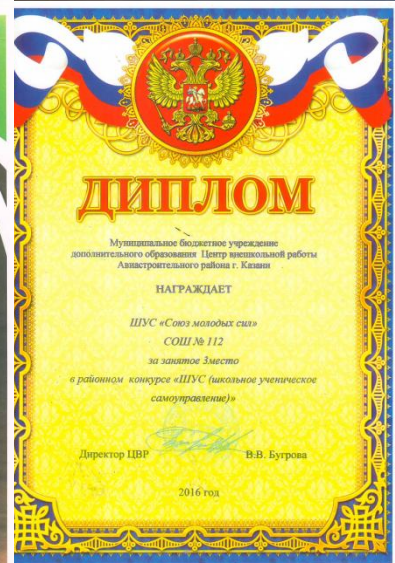 ДИПЛОМ
Муниципальное бюджетное учреждение
дополнительного образования Центр внешкольной работы
Авиастроительного района г. Казани
НАГРАЖДАЕТ
ШУС «Союз молодых сил»
СОШ № 112
за занятое 3место
в районном конкурсе «ШУС (школьное ученическое
самоуправление)»
Директор ЦВР В.В. Бугрова
2016 год